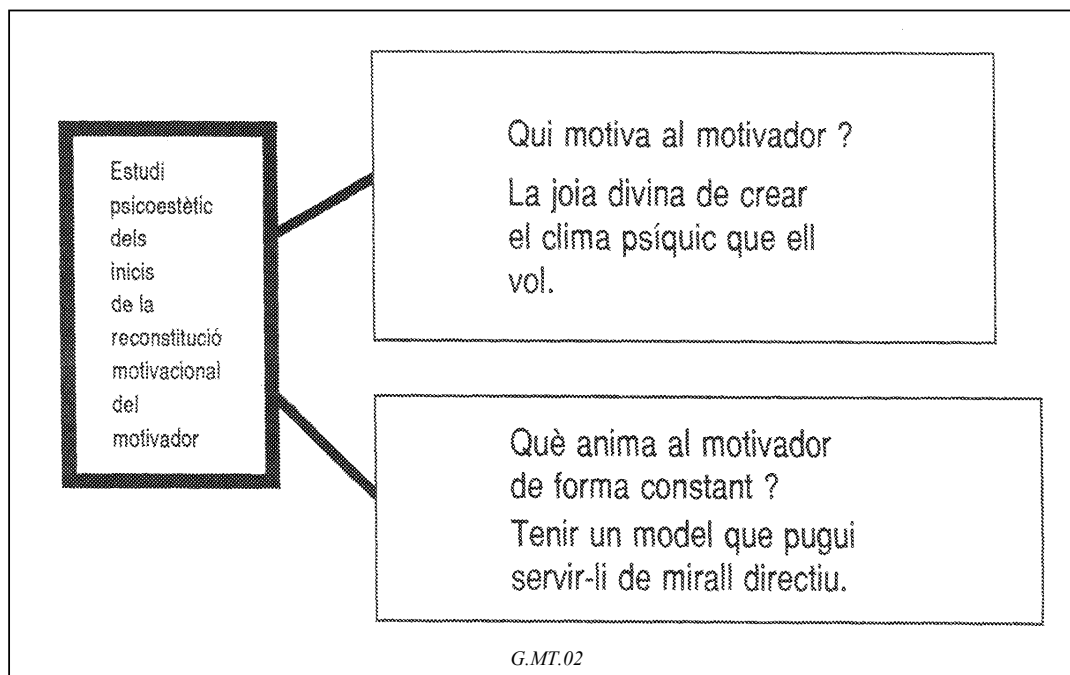 Estudi
psicoestètic
dels
inicis
de la
reconstitució
motivacional
del
motivador
Qui motiva al motivador ?
La joia divina de crear
el clima psíquic que ell
vol.
Què anima al motivador
de forma constant ?
Tenir un model que pugui
servir-li de mirall directiu.
G.MT.02